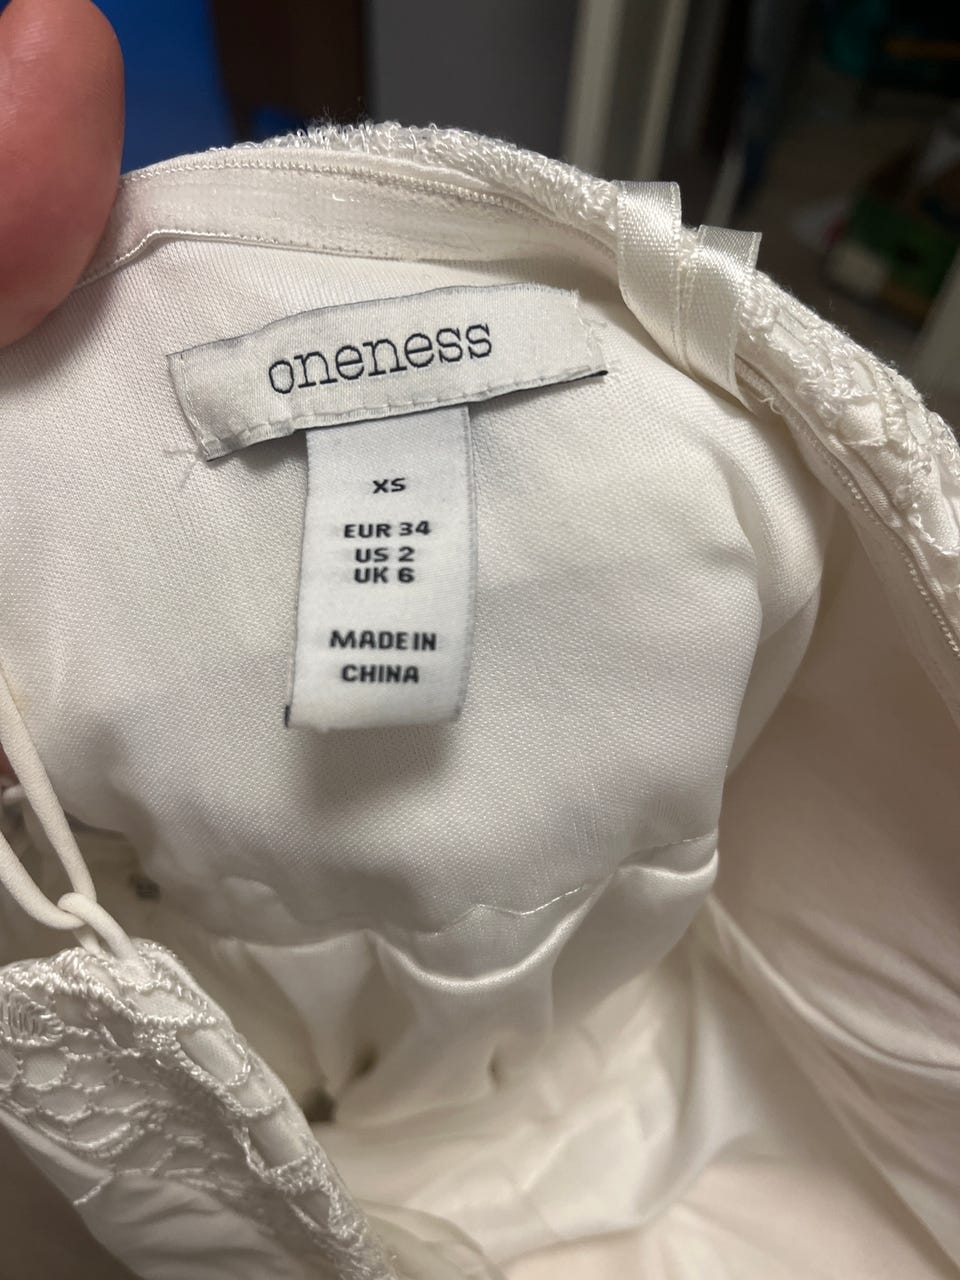 oneness
XS
EUR 34
US 2
UK 6
MADE IN
CHINA